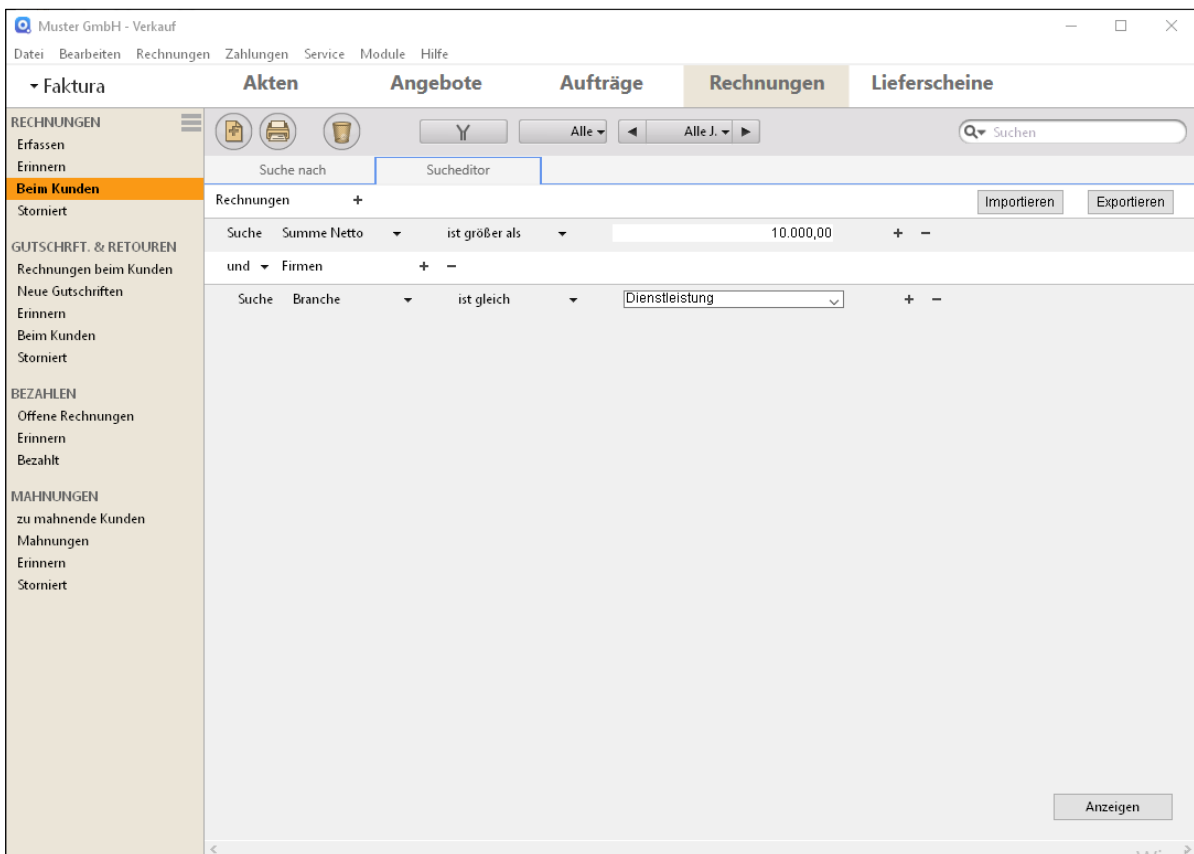 Muster GmbH - Verkauf
Datei Bearbeiten Rechnungen Zahlungen Service Module Hilfe
Faktura Akten Angebote Aufträge Rechnungen Lieferscheine
RECHNUNGEN
Erfassen
Erinnern
Beim Kunden
Storniert
GUTSCHRFT. & RETOUREN
Rechnungen beim Kunden
Neue Gutschriften
Erinnern
Beim Kunden
Storniert
BEZAHLEN
Offene Rechnungen
Erinnern
Bezahlt
MAHNUNGEN
zu mahnende Kunden
Mahnungen
Erinnern
Storniert
Alle Alle J. Suchen
Suche nach Sucheditor
Rechnungen + Importieren Exportieren
Suche Summe Netto ist größer als 10.000,00 + −
und Firmen + −
Suche Branche ist gleich Dienstleistung + −
Anzeigen